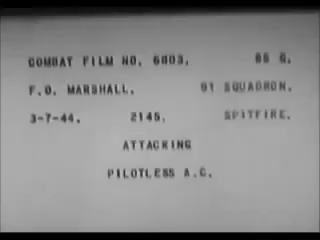 COMBAT FILM NO. 6803. 85 G.
F.O. MARSHALL. 91 SQUADRON.
3-7-44. 2145. SPITFIRE.
ATTACKING
PILOTLESS A.C.